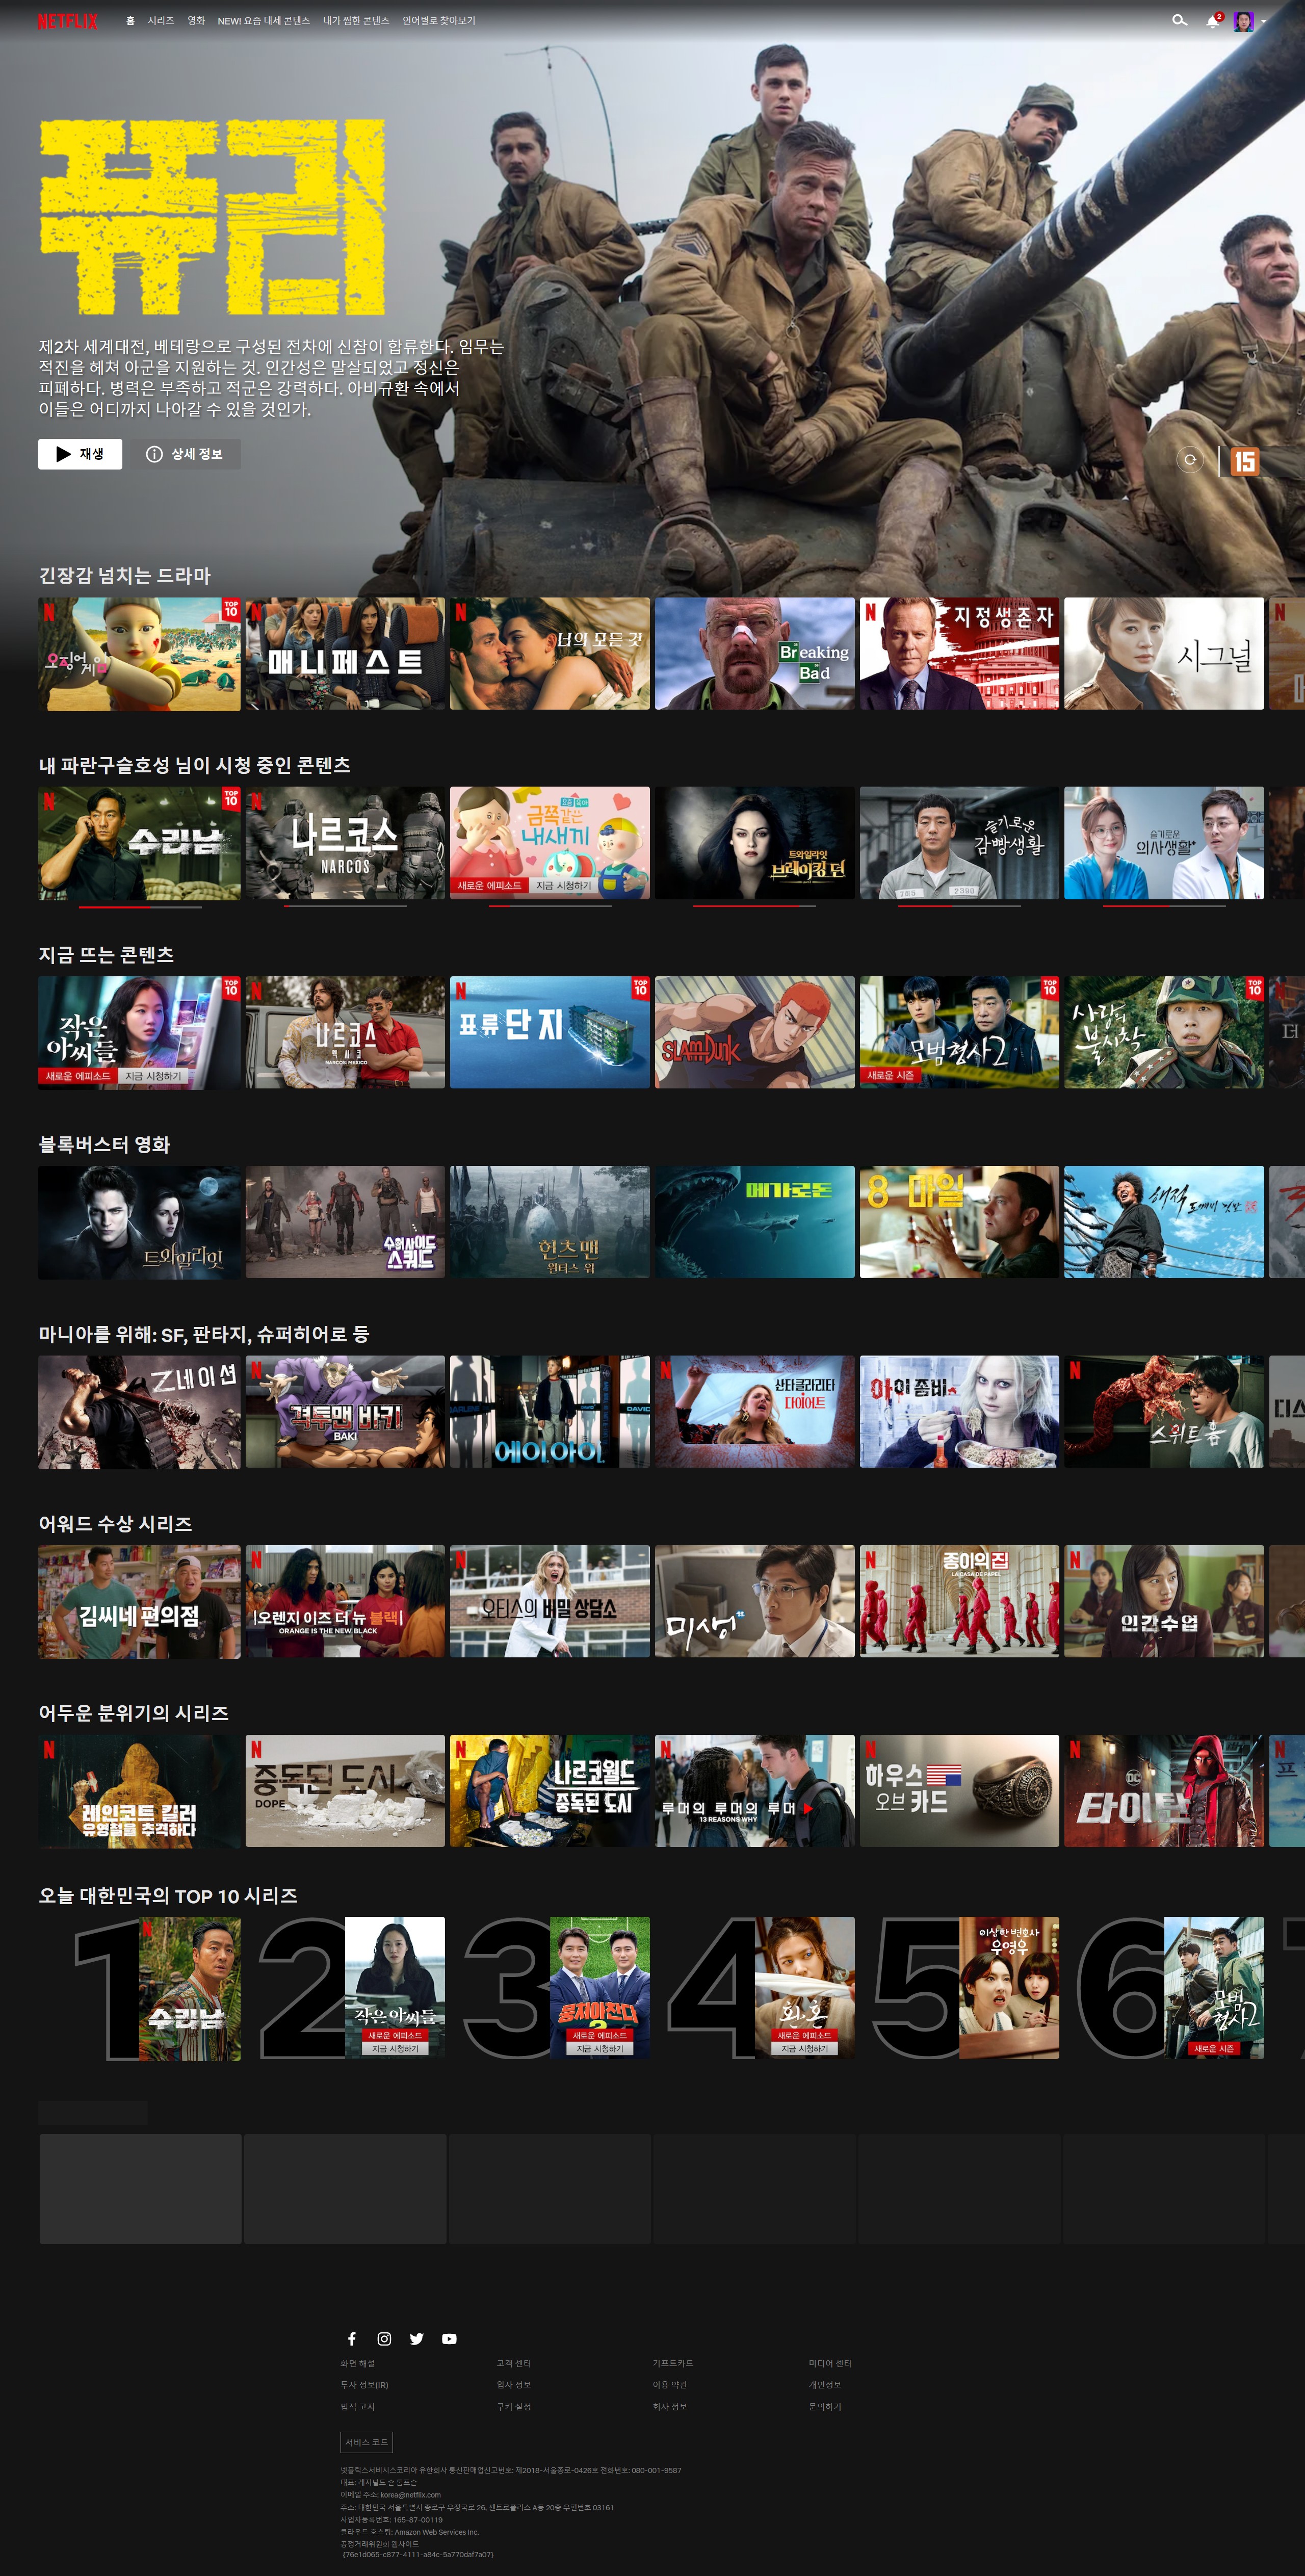 NETFLIX
홈 시리즈 영화 NEW! 요즘 대세 콘텐츠 내가 찜한 콘텐츠 언어별로 찾아보기
2
퓨리
제2차 세계대전, 베테랑으로 구성된 전차에 신참이 합류한다. 임무는
적진을 헤쳐 아군을 지원하는 것. 인간성은 말살되었고 정신은
피폐하다. 병력은 부족하고 적군은 강력하다. 아비규환 속에서
이들은 어디까지 나아갈 수 있을 것인가.
재생 상세 정보
15
긴장감 넘치는 드라마
N TOP 10 오징어 게임
N 매니페스트
N 너의 모든 것
Breaking Bad
N 지정생존자
시그널
N
내 파란구슬호성 님이 시청 중인 콘텐츠
N TOP 10 수리남
N 나르코스 NARCOS
요즘 육아 금쪽같은 내새끼 새로운 에피소드 지금 시청하기
트와일라잇 브레이킹 던
슬기로운 감빵생활
슬기로운 의사생활
지금 뜨는 콘텐츠
TOP 10 작은 아씨들 새로운 에피소드 지금 시청하기
N 나르코스 멕시코 NARCOS: MEXICO
N TOP 10 표류단지
SLAM DUNK
TOP 10 모범형사2 새로운 시즌
TOP 10 사랑의 불시착
더
블록버스터 영화
트와일라잇
수어사이드 스쿼드
헌츠맨 윈터스 워
메가로돈
8 마일
해적 도깨비 깃발
마니아를 위해: SF, 판타지, 슈퍼히어로 등
Z네이션
N 격투맨 바키 BAKI
에이.아이.
N 산타클라리타 다이어트
아이좀비
N 스위트홈
디스
어워드 수상 시리즈
김씨네 편의점
N 오렌지 이즈 더 뉴 블랙 ORANGE IS THE NEW BLACK
N 오티스의 비밀 상담소
미생
N 종이의 집 LA CASA DE PAPEL
N 인간수업
어두운 분위기의 시리즈
N 레인코트 킬러 유영철을 추격하다
N 중독된 도시 DOPE
N 나르코월드 중독된 도시
N 루머의 루머의 루머 13 REASONS WHY
N 하우스 오브 카드
N DC 타이탄
N 프
오늘 대한민국의 TOP 10 시리즈
1 N 수리남
2 작은 아씨들 새로운 에피소드 지금 시청하기
3 뭉쳐야 찬다 2 새로운 에피소드 지금 시청하기
4 환혼 새로운 에피소드 지금 시청하기
5 이상한 변호사 우영우
6 모범형사2 새로운 시즌
화면 해설 고객 센터 기프트카드 미디어 센터
투자 정보(IR) 입사 정보 이용 약관 개인정보
법적 고지 쿠키 설정 회사 정보 문의하기
서비스 코드
넷플릭스서비시스코리아 유한회사 통신판매업신고번호: 제2018-서울종로-0426호 전화번호: 080-001-9587
대표: 레지널드 숀 톰프슨
이메일 주소: korea@netflix.com
주소: 대한민국 서울특별시 종로구 우정국로 26, 센트로폴리스 A동 20층 우편번호 03161
사업자등록번호: 165-87-00119
클라우드 호스팅: Amazon Web Services Inc.
공정거래위원회 웹사이트
{76e1d065-c877-4111-a84c-5a770daf7a07}